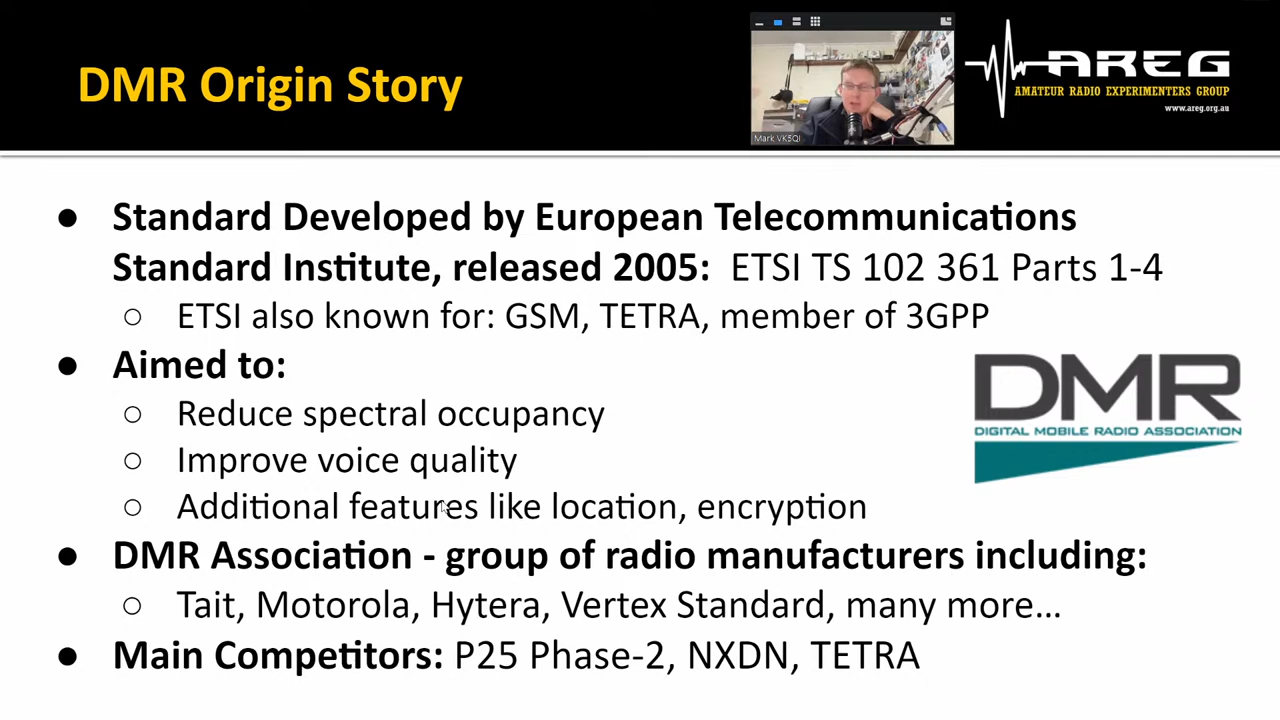 DMR Origin Story
Mark VK5QI
AREG
AMATEUR RADIO EXPERIMENTERS GROUP
www.areg.org.au
● Standard Developed by European Telecommunications
Standard Institute, released 2005: ETSI TS 102 361 Parts 1-4
○ ETSI also known for: GSM, TETRA, member of 3GPP
● Aimed to:
○ Reduce spectral occupancy
○ Improve voice quality
○ Additional features like location, encryption
DMR
DIGITAL MOBILE RADIO ASSOCIATION
● DMR Association - group of radio manufacturers including:
○ Tait, Motorola, Hytera, Vertex Standard, many more…
● Main Competitors: P25 Phase-2, NXDN, TETRA